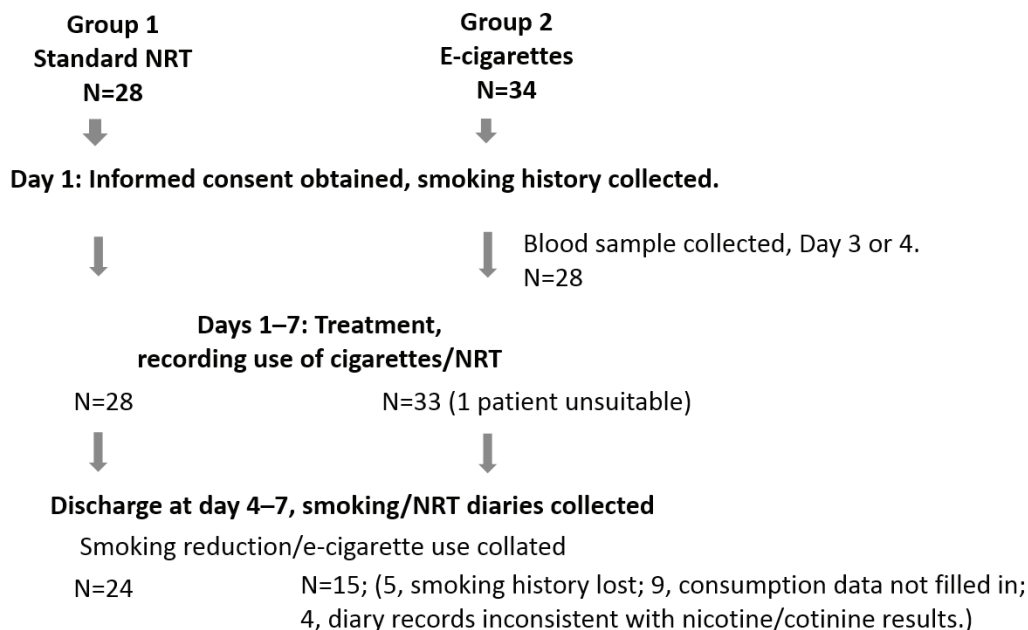 Group 1
Standard NRT
N=28
Group 2
E-cigarettes
N=34
Day 1: Informed consent obtained, smoking history collected.
Blood sample collected, Day 3 or 4.
N=28
Days 1–7: Treatment,
recording use of cigarettes/NRT
N=28
N=33 (1 patient unsuitable)
Discharge at day 4–7, smoking/NRT diaries collected
Smoking reduction/e-cigarette use collated
N=24
N=15; (5, smoking history lost; 9, consumption data not filled in;
4, diary records inconsistent with nicotine/cotinine results.)